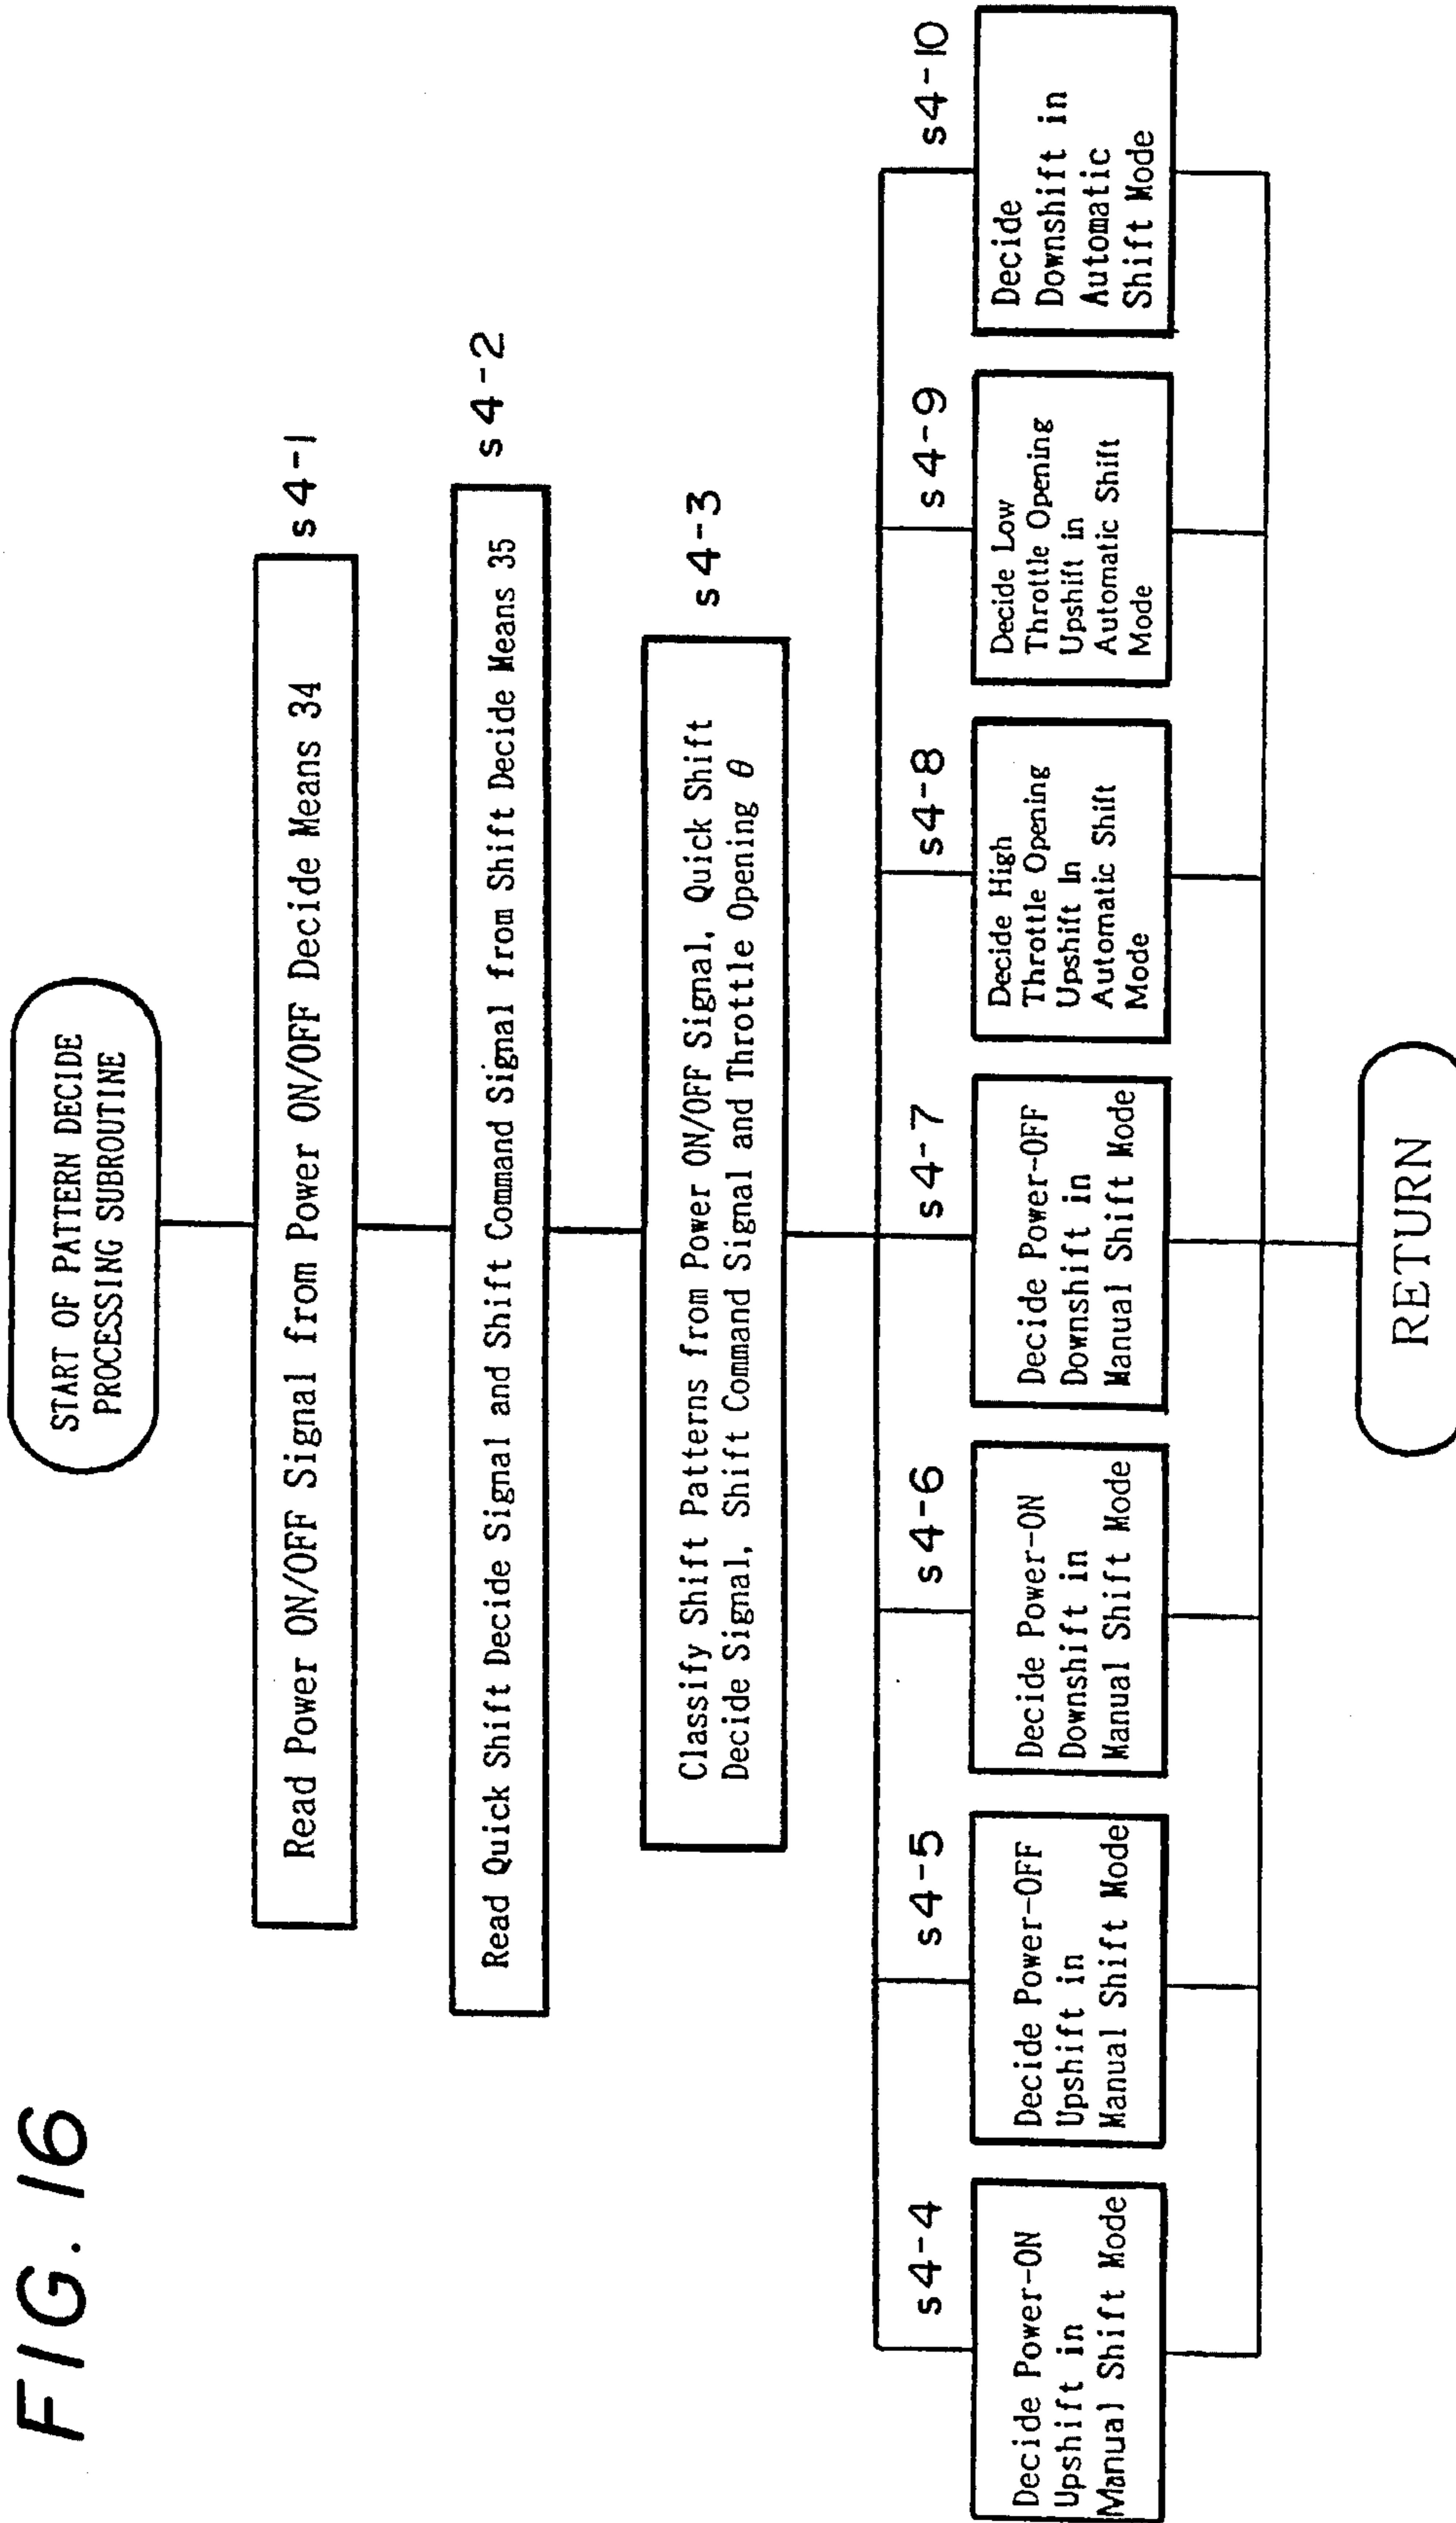 FIG. 16
START OF PATTERN DECIDE
PROCESSING SUBROUTINE
s4-1
Read Power ON/OFF Signal from Power ON/OFF Decide Means 34
s4-2
Read Quick Shift Decide Signal and Shift Command Signal from Shift Decide Means 35
s4-3
Classify Shift Patterns from Power ON/OFF Signal, Quick Shift
Decide Signal, Shift Command Signal and Throttle Opening θ
s4-4
Decide Power-ON
Upshift in
Manual Shift Mode
s4-5
Decide Power-OFF
Upshift in
Manual Shift Mode
s4-6
Decide Power-ON
Downshift in
Manual Shift Mode
s4-7
Decide Power-OFF
Downshift in
Manual Shift Mode
s4-8
Decide High
Throttle Opening
Upshift In
Automatic Shift
Mode
s4-9
Decide Low
Throttle Opening
Upshift in
Automatic Shift
Mode
s4-10
Decide
Downshift in
Automatic
Shift Mode
RETURN